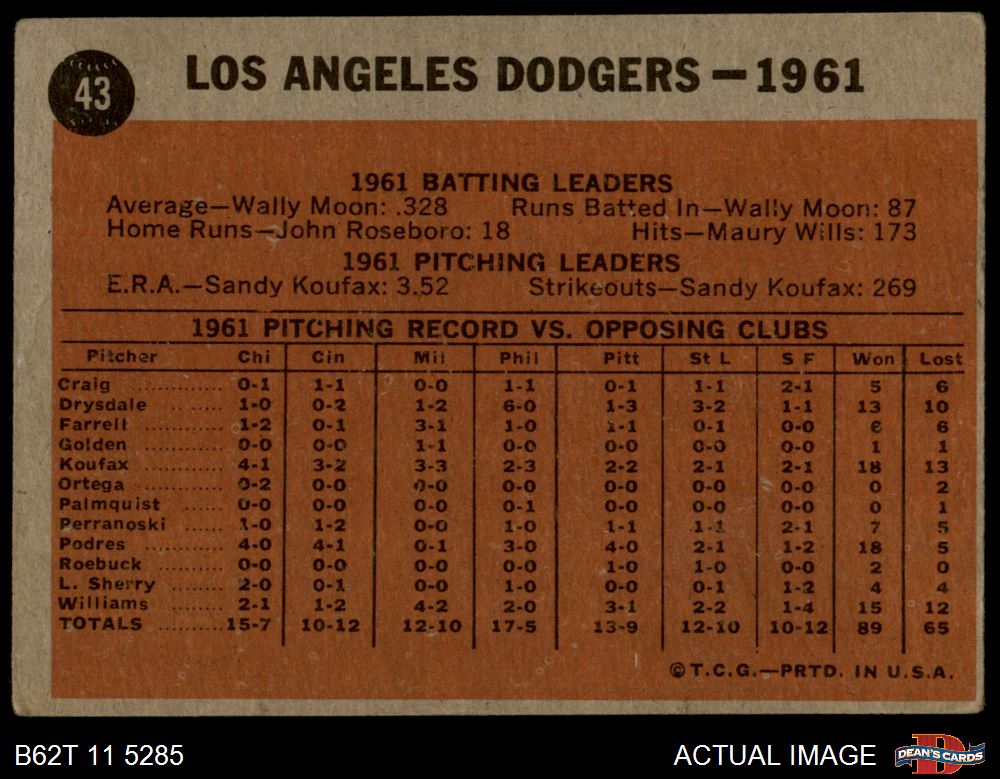 43
LOS ANGELES DODGERS — 1961
1961 BATTING LEADERS
Average—Wally Moon: .328 Runs Batted In—Wally Moon: 87
Home Runs—John Roseboro: 18 Hits—Maury Wills: 173
1961 PITCHING LEADERS
E.R.A.—Sandy Koufax: 3.52 Strikeouts—Sandy Koufax: 269
1961 PITCHING RECORD VS. OPPOSING CLUBS
Pitcher Chi Cin Mil Phil Pitt St L S F Won Lost
Craig ............ 0-1 1-1 0-0 1-1 0-1 1-1 2-1 5 6
Drysdale ........ 1-0 0-2 1-2 6-0 1-3 3-2 1-1 13 10
Farrell ........... 1-2 0-1 3-1 1-0 1-1 0-1 0-0 6 6
Golden .......... 0-0 0-0 1-1 0-0 0-0 0-0 0-0 1 1
Koufax .......... 4-1 3-2 3-3 2-3 2-2 2-1 2-1 18 13
Ortega .......... 0-2 0-0 0-0 0-0 0-0 0-0 0-0 0 2
Palmquist ...... 0-0 0-0 0-0 0-1 0-0 0-0 0-0 0 1
Perranoski ..... 1-0 1-2 0-0 1-0 1-1 1-1 2-1 7 5
Podres .......... 4-0 4-1 0-1 3-0 4-0 2-1 1-2 18 5
Roebuck ........ 0-0 0-0 0-0 0-0 1-0 1-0 0-0 2 0
L. Sherry ....... 2-0 0-1 0-0 1-0 0-0 0-1 1-2 4 4
Williams ........ 2-1 1-2 4-2 2-0 3-1 2-2 1-4 15 12
TOTALS ......... 15-7 10-12 12-10 17-5 13-9 12-10 10-12 89 65
© T.C.G.—PRTD. IN U.S.A.
B62T 11 5285 ACTUAL IMAGE DEAN'S CARDS